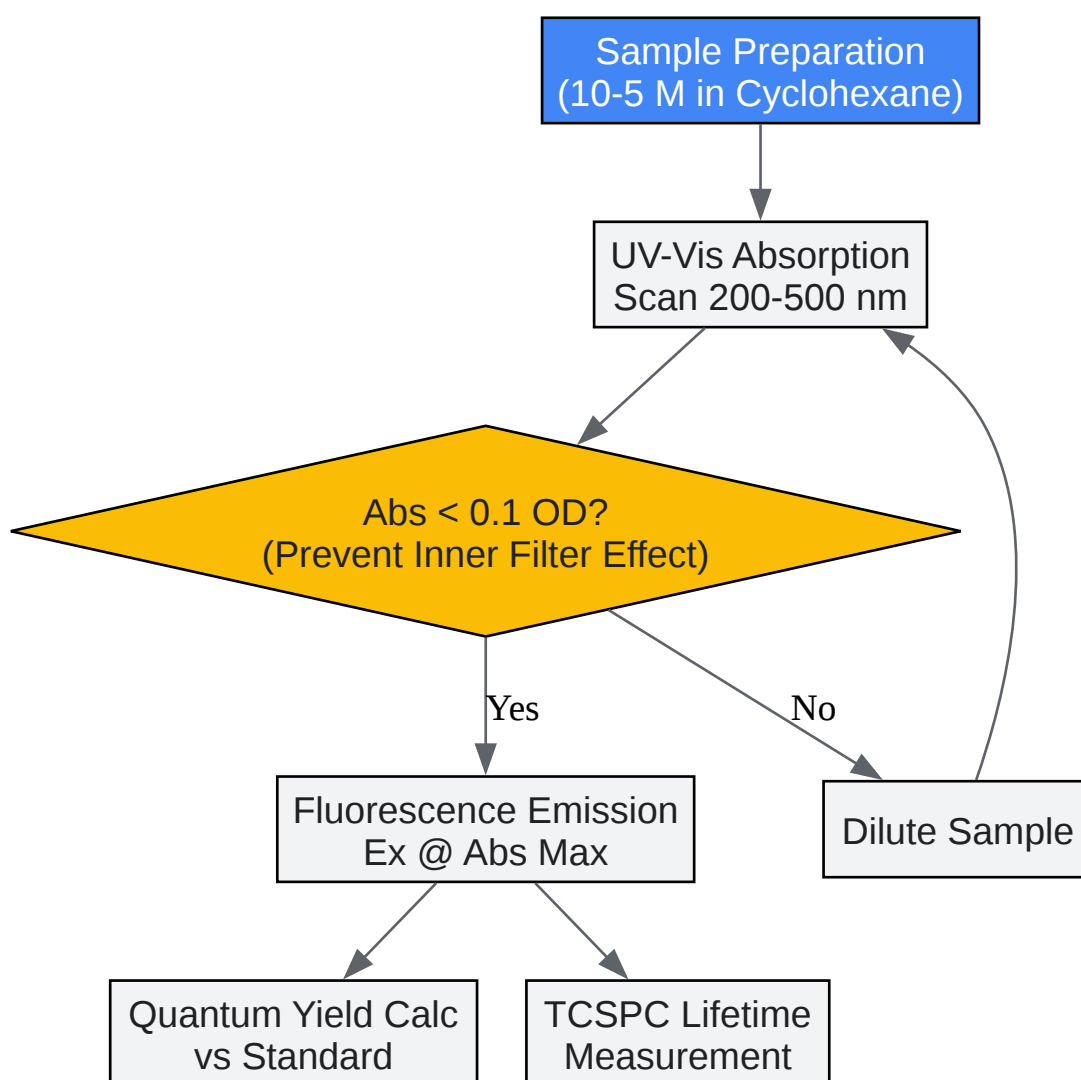 Sample Preparation
(10-5 M in Cyclohexane)
UV-Vis Absorption
Scan 200-500 nm
Abs < 0.1 OD?
(Prevent Inner Filter Effect)
Yes
No
Fluorescence Emission
Ex @ Abs Max
Dilute Sample
Quantum Yield Calc
vs Standard
TCSPC Lifetime
Measurement